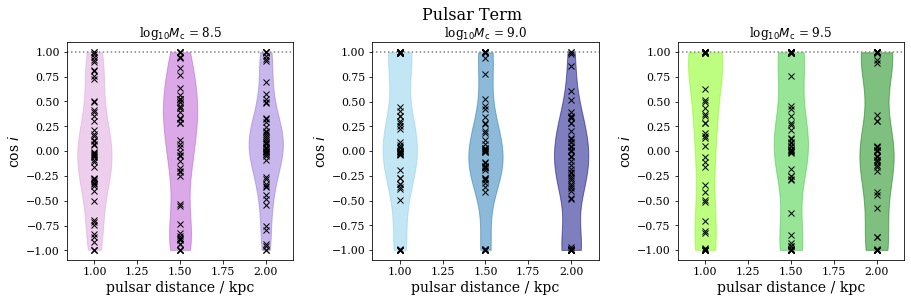 Pulsar Term
log₁₀M_c = 8.5
1.00
0.75
0.50
0.25
0.00
−0.25
−0.50
−0.75
−1.00
cos i
1.00 1.25 1.50 1.75 2.00
pulsar distance / kpc
log₁₀M_c = 9.0
1.00
0.75
0.50
0.25
0.00
−0.25
−0.50
−0.75
−1.00
cos i
1.00 1.25 1.50 1.75 2.00
pulsar distance / kpc
log₁₀M_c = 9.5
1.00
0.75
0.50
0.25
0.00
−0.25
−0.50
−0.75
−1.00
cos i
1.00 1.25 1.50 1.75 2.00
pulsar distance / kpc